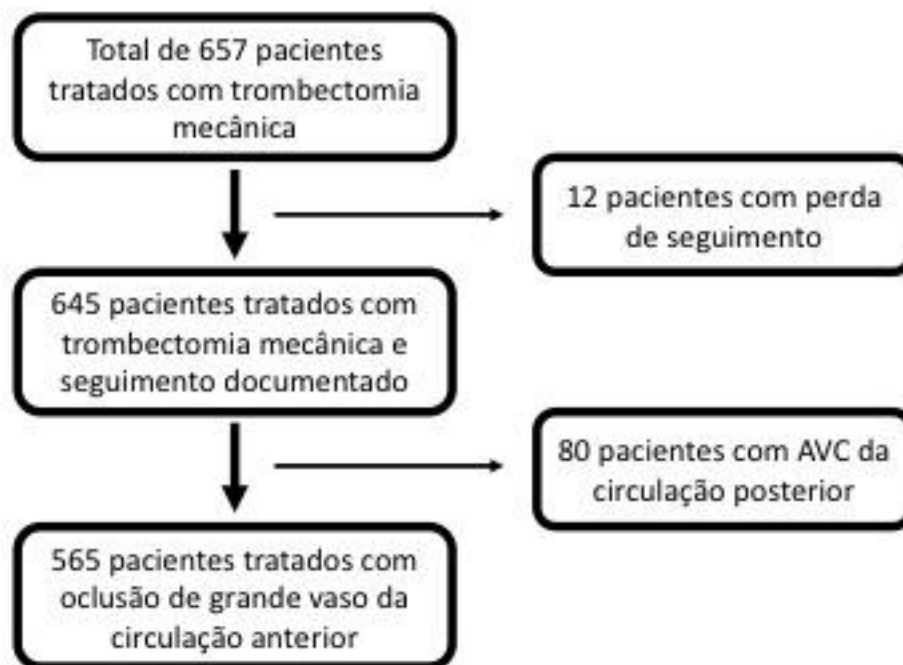 Total de 657 pacientes
tratados com trombectomia
mecânica
12 pacientes com perda
de seguimento
645 pacientes tratados com
trombectomia mecânica e
seguimento documentado
80 pacientes com AVC da
circulação posterior
565 pacientes tratados com
oclusão de grande vaso da
circulação anterior